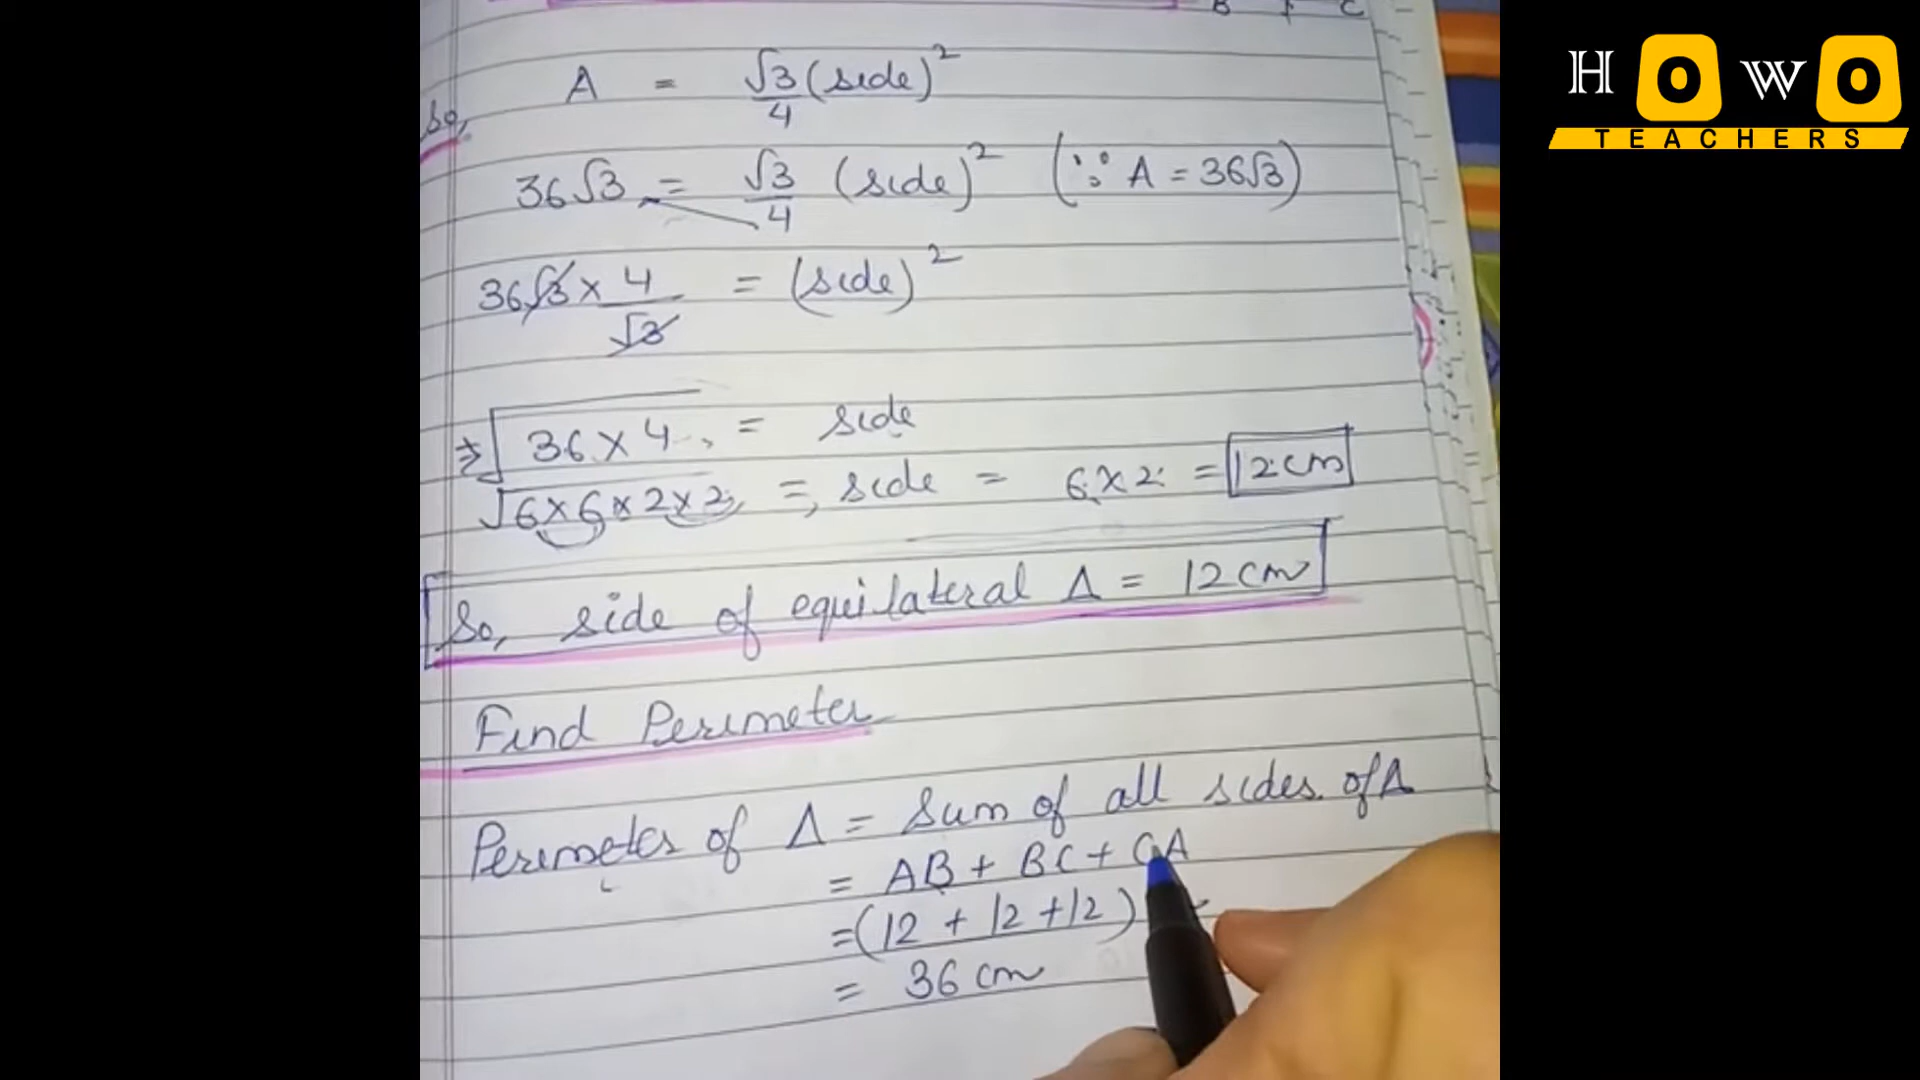 B F C
A = √3/4 (side)²
So,
36√3 = √3/4 (side)² (∵ A = 36√3)
36√3 × 4/√3 = (side)²
⇒ √36×4 = side
√6×6×2×2 =, side = 6×2 = 12cm
So, side of equilateral Δ = 12cm
Find Perimeter
Perimeter of Δ = Sum of all sides of Δ
= AB + BC + CA
= (12 + 12 + 12)
= 36 cm
HOWO
TEACHERS